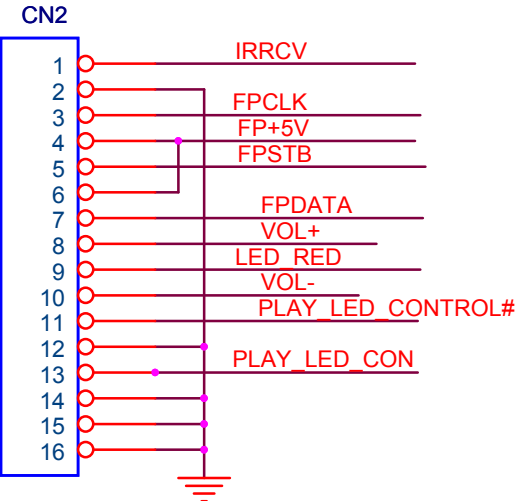 CN2
1 IRRCV
2
3 FPCLK
4 FP+5V
5 FPSTB
6
7 FPDATA
8 VOL+
9 LED_RED
10 VOL-
11 PLAY_LED_CONTROL#
12
13 PLAY_LED_CON
14
15
16